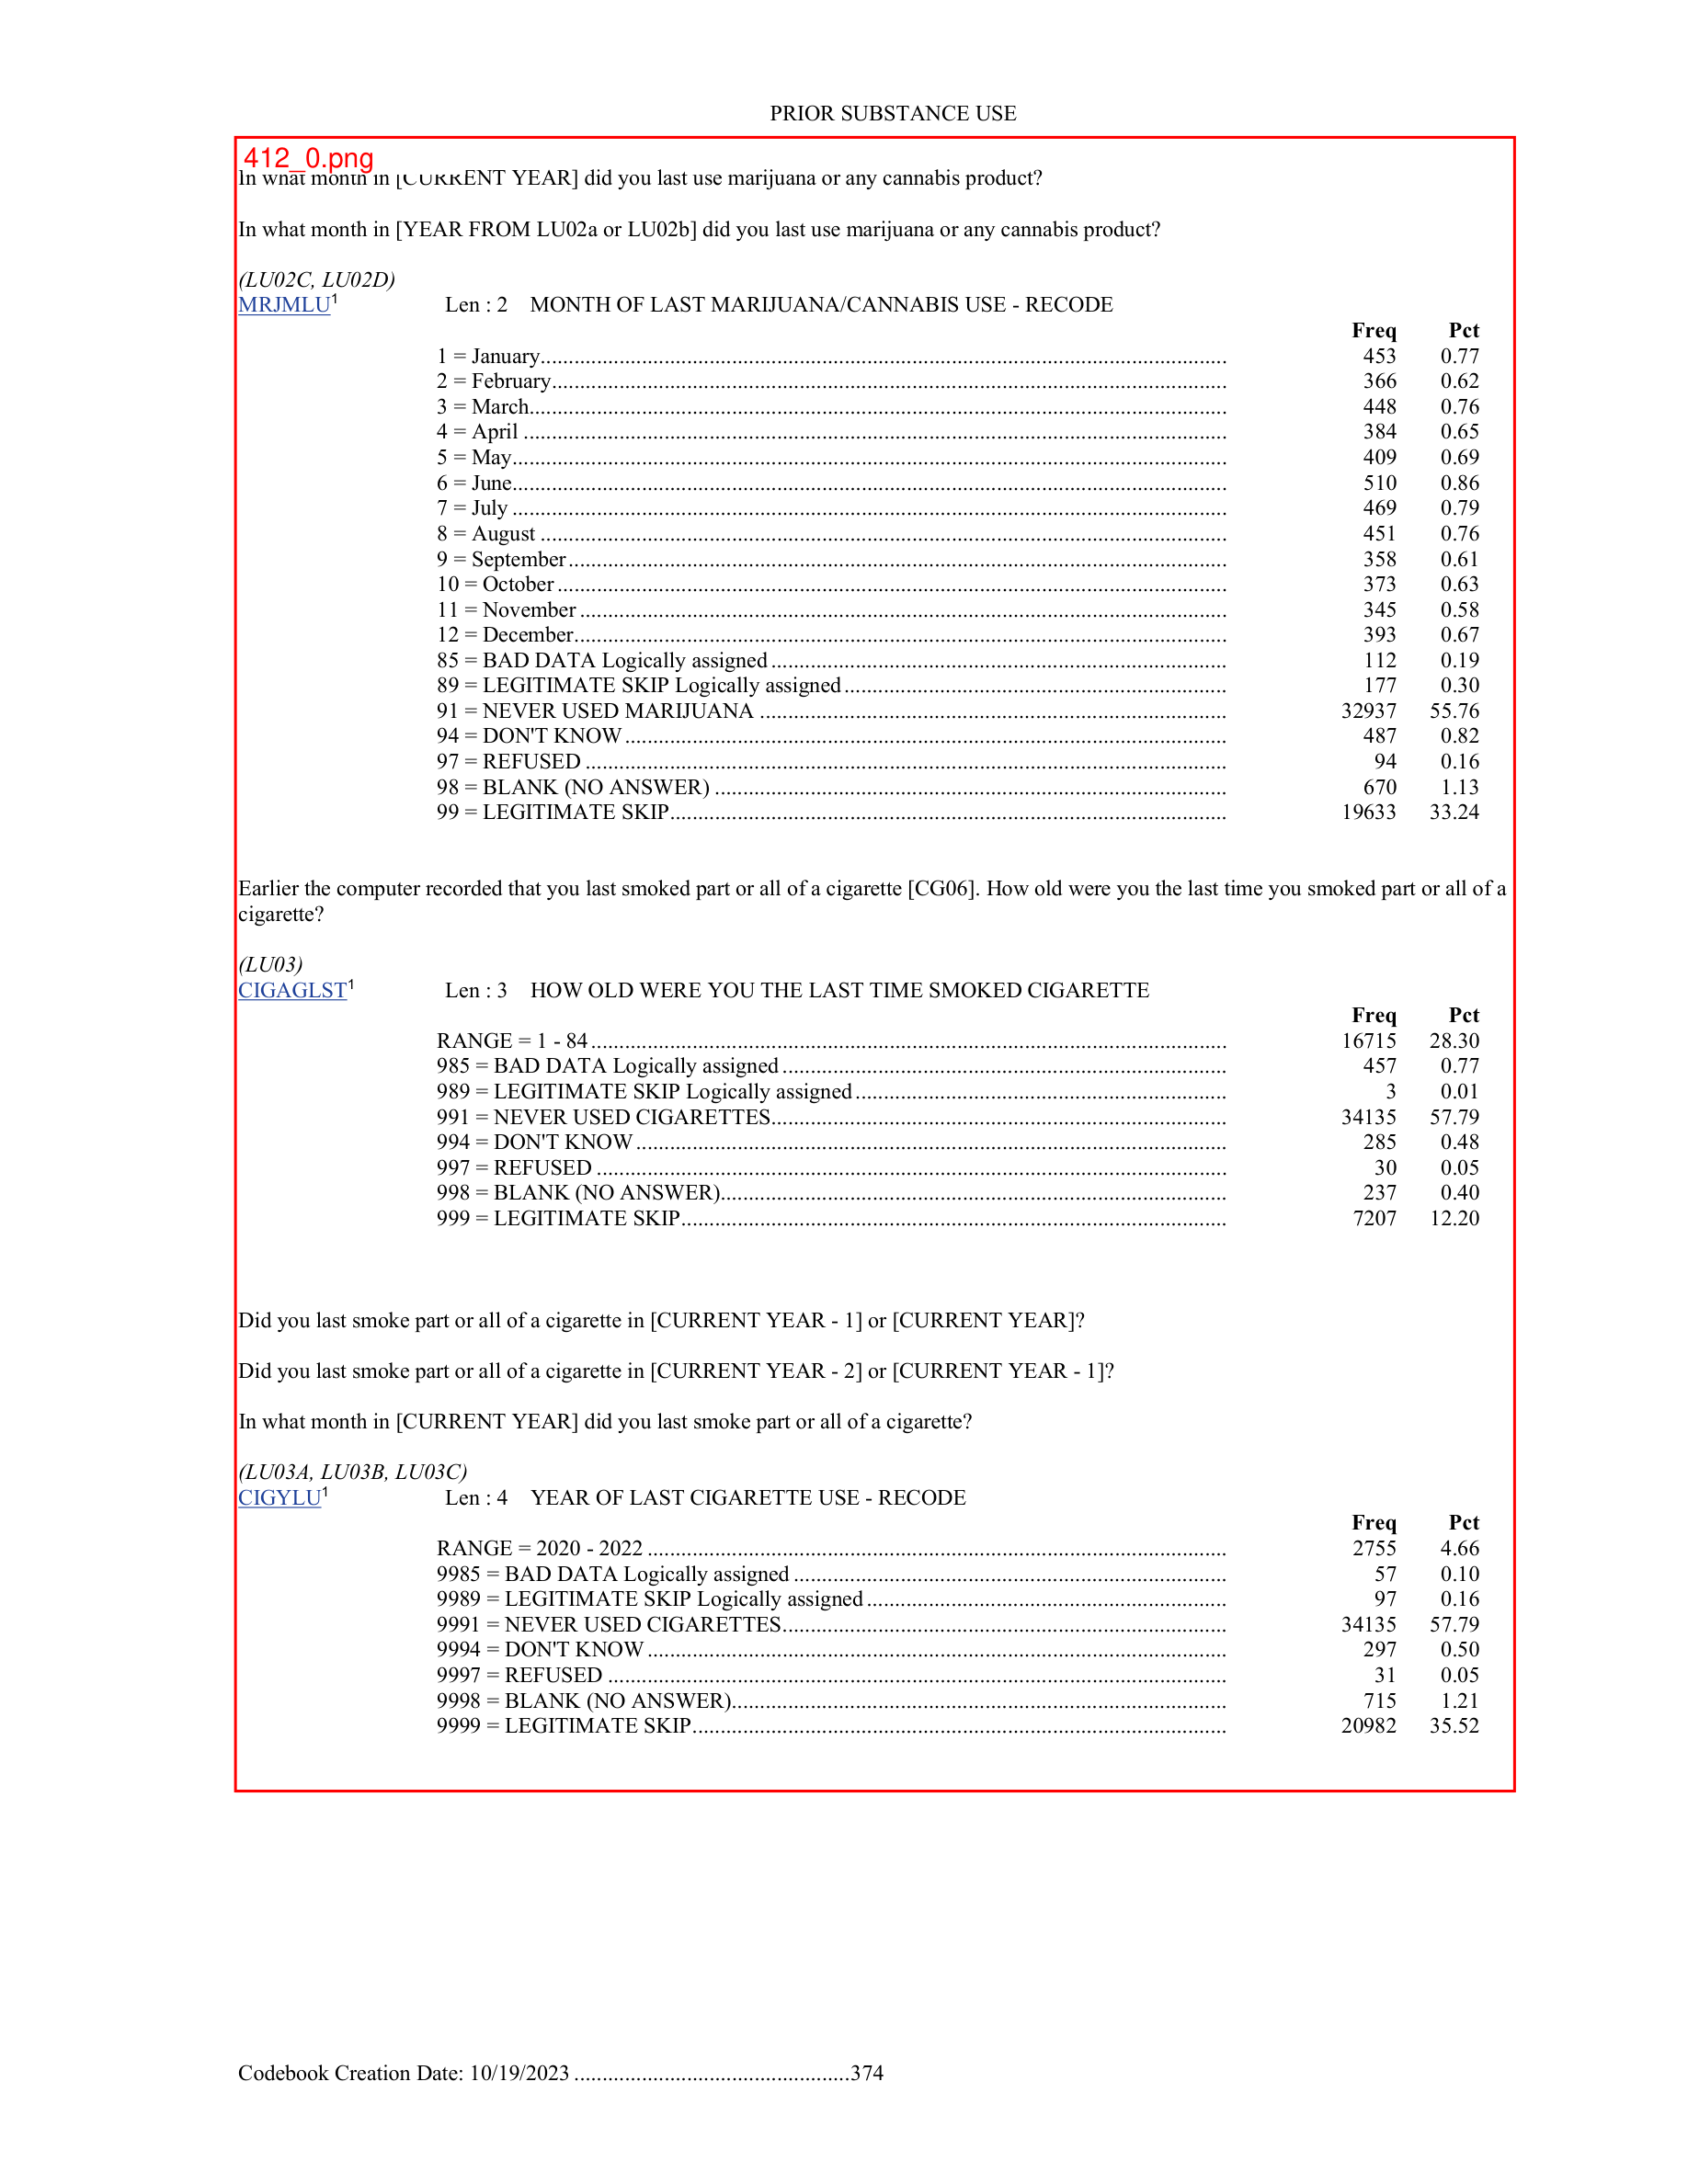 PRIOR SUBSTANCE USE
412_0.png
In what month in [CURRENT YEAR] did you last use marijuana or any cannabis product?
In what month in [YEAR FROM LU02a or LU02b] did you last use marijuana or any cannabis product?
(LU02C, LU02D)
MRJMLU1 Len : 2 MONTH OF LAST MARIJUANA/CANNABIS USE - RECODE
Freq Pct
1 = January 453 0.77
2 = February 366 0.62
3 = March 448 0.76
4 = April 384 0.65
5 = May 409 0.69
6 = June 510 0.86
7 = July 469 0.79
8 = August 451 0.76
9 = September 358 0.61
10 = October 373 0.63
11 = November 345 0.58
12 = December 393 0.67
85 = BAD DATA Logically assigned 112 0.19
89 = LEGITIMATE SKIP Logically assigned 177 0.30
91 = NEVER USED MARIJUANA 32937 55.76
94 = DON'T KNOW 487 0.82
97 = REFUSED 94 0.16
98 = BLANK (NO ANSWER) 670 1.13
99 = LEGITIMATE SKIP 19633 33.24
Earlier the computer recorded that you last smoked part or all of a cigarette [CG06]. How old were you the last time you smoked part or all of a
cigarette?
(LU03)
CIGAGLST1 Len : 3 HOW OLD WERE YOU THE LAST TIME SMOKED CIGARETTE
Freq Pct
RANGE = 1 - 84 16715 28.30
985 = BAD DATA Logically assigned 457 0.77
989 = LEGITIMATE SKIP Logically assigned 3 0.01
991 = NEVER USED CIGARETTES 34135 57.79
994 = DON'T KNOW 285 0.48
997 = REFUSED 30 0.05
998 = BLANK (NO ANSWER) 237 0.40
999 = LEGITIMATE SKIP 7207 12.20
Did you last smoke part or all of a cigarette in [CURRENT YEAR - 1] or [CURRENT YEAR]?
Did you last smoke part or all of a cigarette in [CURRENT YEAR - 2] or [CURRENT YEAR - 1]?
In what month in [CURRENT YEAR] did you last smoke part or all of a cigarette?
(LU03A, LU03B, LU03C)
CIGYLU1 Len : 4 YEAR OF LAST CIGARETTE USE - RECODE
Freq Pct
RANGE = 2020 - 2022 2755 4.66
9985 = BAD DATA Logically assigned 57 0.10
9989 = LEGITIMATE SKIP Logically assigned 97 0.16
9991 = NEVER USED CIGARETTES 34135 57.79
9994 = DON'T KNOW 297 0.50
9997 = REFUSED 31 0.05
9998 = BLANK (NO ANSWER) 715 1.21
9999 = LEGITIMATE SKIP 20982 35.52
Codebook Creation Date: 10/19/2023 374